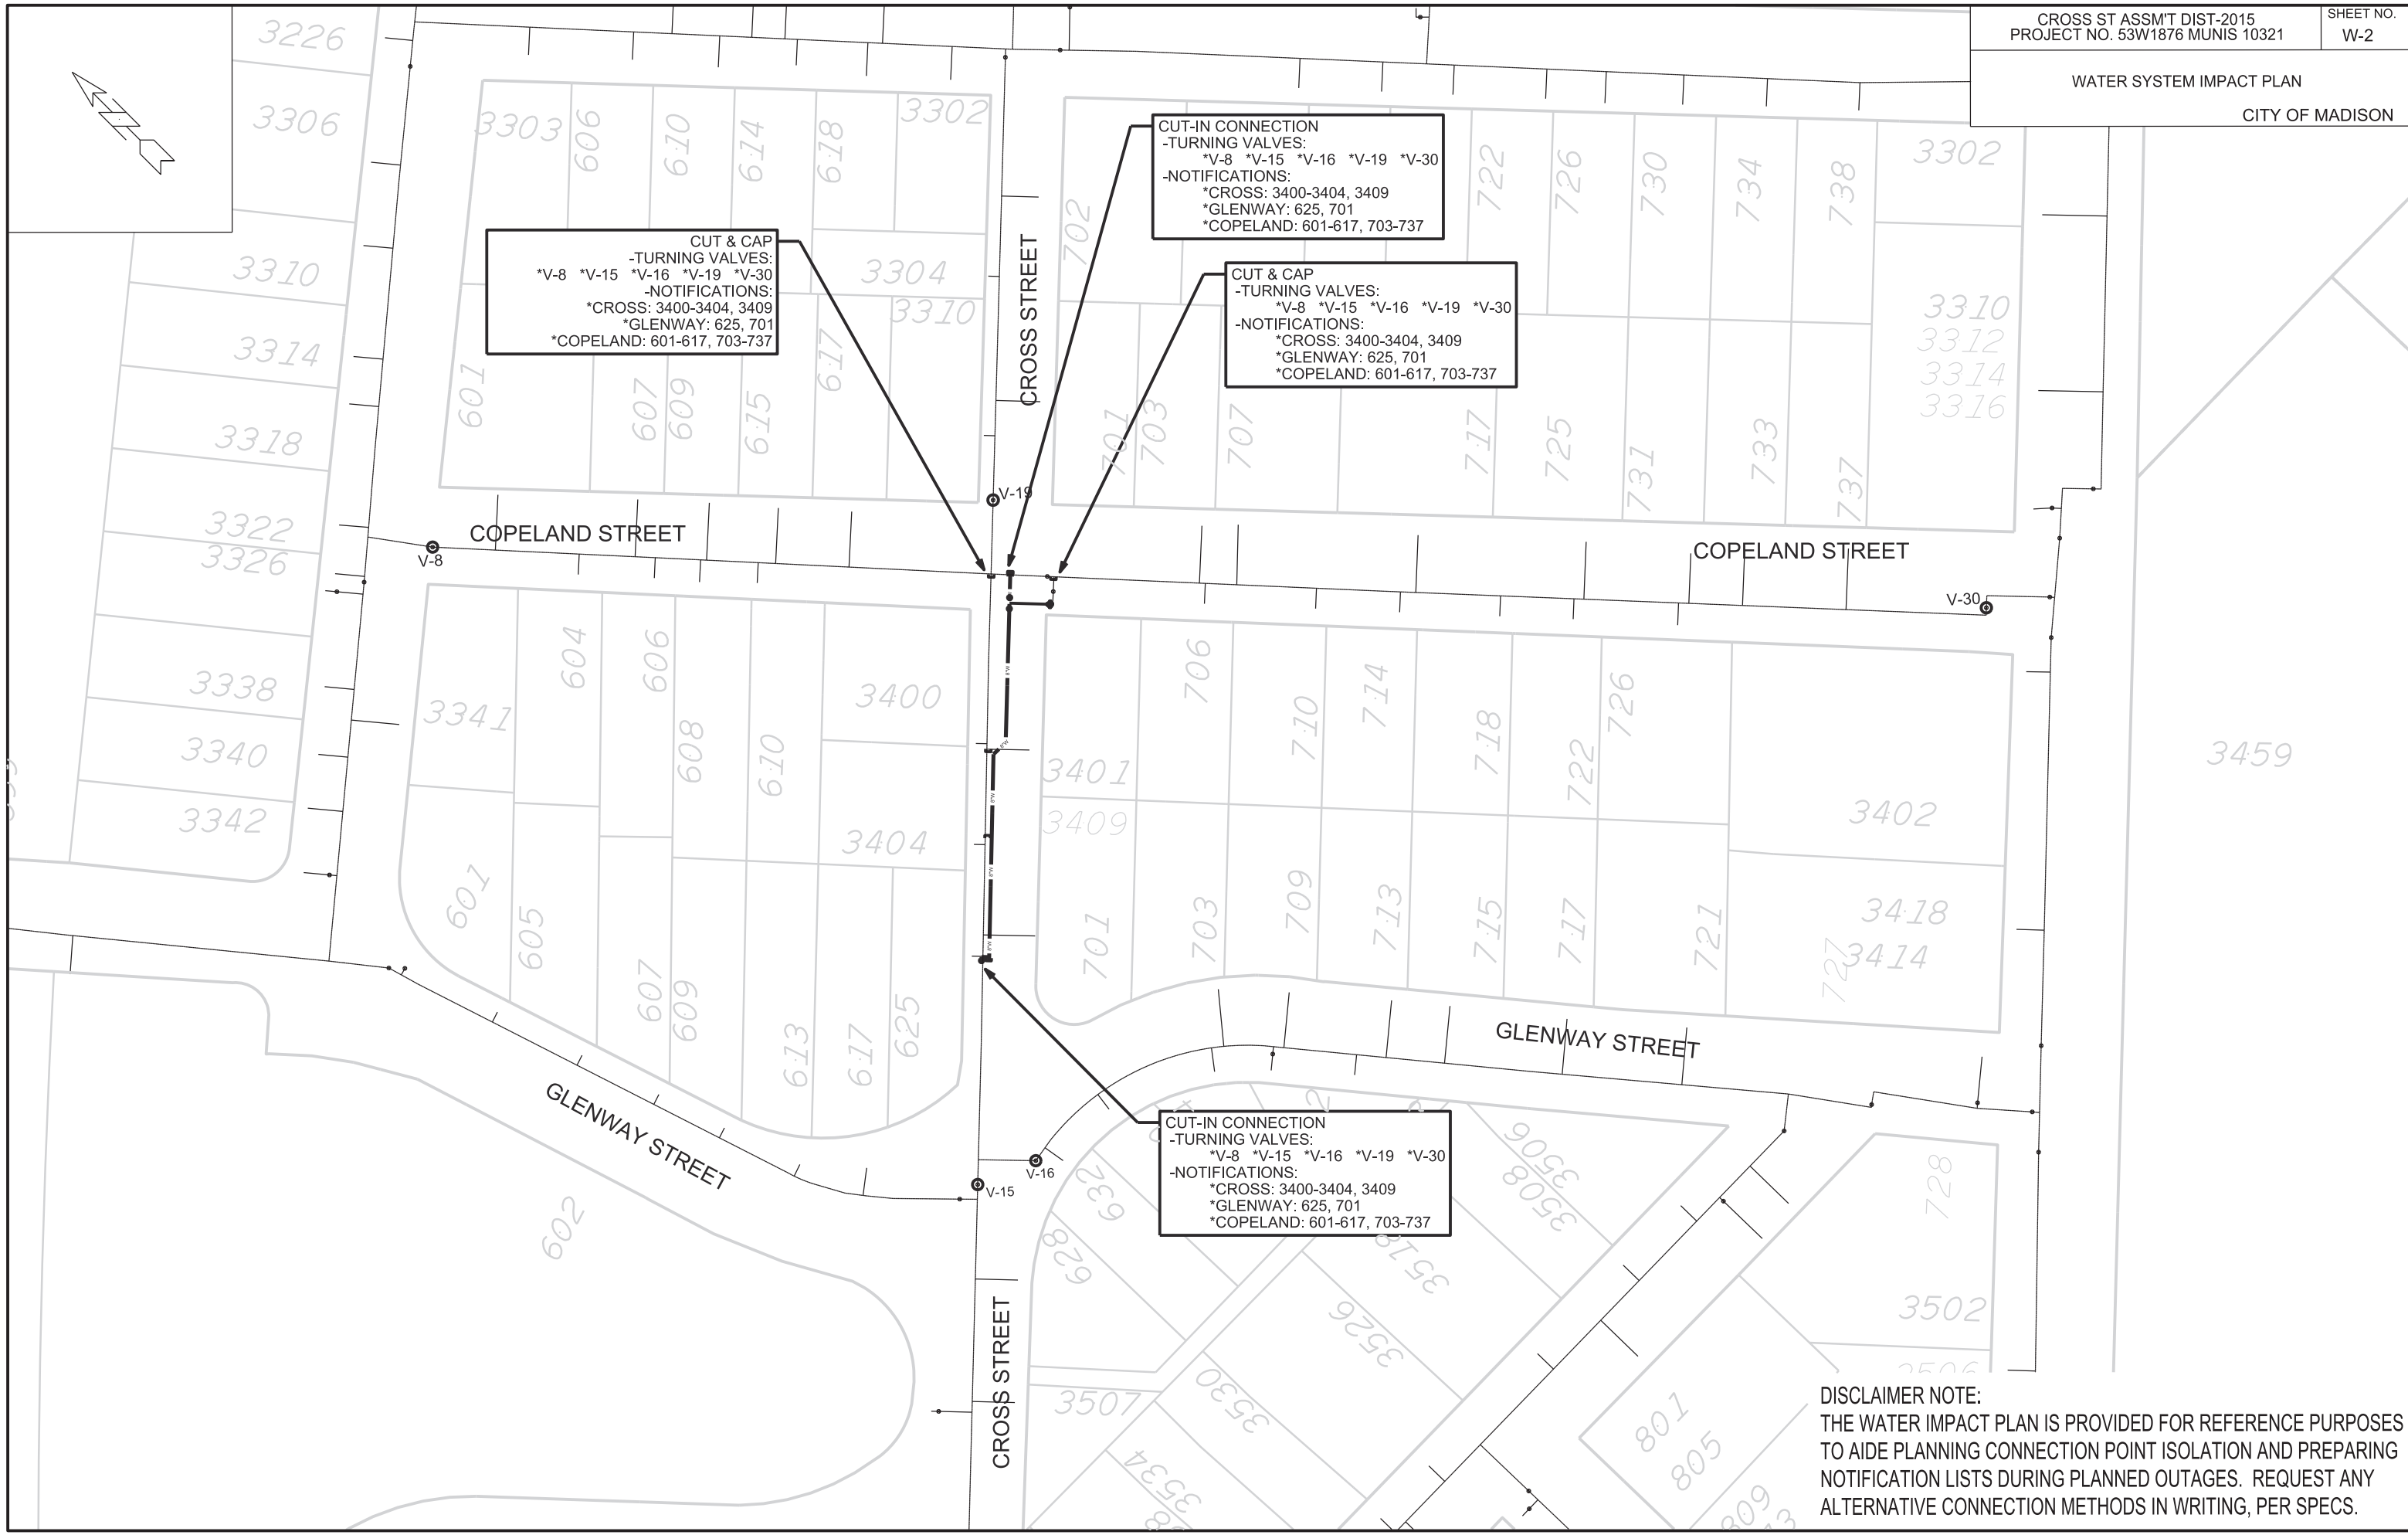 CROSS ST ASSM'T DIST-2015
PROJECT NO. 53W1876 MUNIS 10321
SHEET NO.
W-2
WATER SYSTEM IMPACT PLAN
CITY OF MADISON
3226
3306
3310
3314
3318
3322
3326
3338
3340
3342
3303
606
610
614
618
3302
3304
3310
601
607
609
615
617
CUT & CAP
-TURNING VALVES:
*V-8 *V-15 *V-16 *V-19 *V-30
-NOTIFICATIONS:
*CROSS: 3400-3404, 3409
*GLENWAY: 625, 701
*COPELAND: 601-617, 703-737
CROSS STREET
CUT-IN CONNECTION
-TURNING VALVES:
*V-8 *V-15 *V-16 *V-19 *V-30
-NOTIFICATIONS:
*CROSS: 3400-3404, 3409
*GLENWAY: 625, 701
*COPELAND: 601-617, 703-737
CUT & CAP
-TURNING VALVES:
*V-8 *V-15 *V-16 *V-19 *V-30
-NOTIFICATIONS:
*CROSS: 3400-3404, 3409
*GLENWAY: 625, 701
*COPELAND: 601-617, 703-737
702
722
726
730
734
738
3302
3310
3312
3314
3316
701
703
707
717
725
731
733
737
V-19
COPELAND STREET
V-8
COPELAND STREET
V-30
3341
604
606
608
610
3400
3404
601
605
607
609
613
617
625
8"W
8"W
8"W
8"W
8"W
3401
3409
706
710
714
718
722
726
3402
3418
3414
727
701
703
709
713
715
717
721
3459
GLENWAY STREET
GLENWAY STREET
V-16
V-15
602
CUT-IN CONNECTION
-TURNING VALVES:
*V-8 *V-15 *V-16 *V-19 *V-30
-NOTIFICATIONS:
*CROSS: 3400-3404, 3409
*GLENWAY: 625, 701
*COPELAND: 601-617, 703-737
632
628
3506
3508
3518
3526
3530
3534
3507
CROSS STREET
728
3502
3506
801
805
809
DISCLAIMER NOTE:
THE WATER IMPACT PLAN IS PROVIDED FOR REFERENCE PURPOSES
TO AIDE PLANNING CONNECTION POINT ISOLATION AND PREPARING
NOTIFICATION LISTS DURING PLANNED OUTAGES. REQUEST ANY
ALTERNATIVE CONNECTION METHODS IN WRITING, PER SPECS.